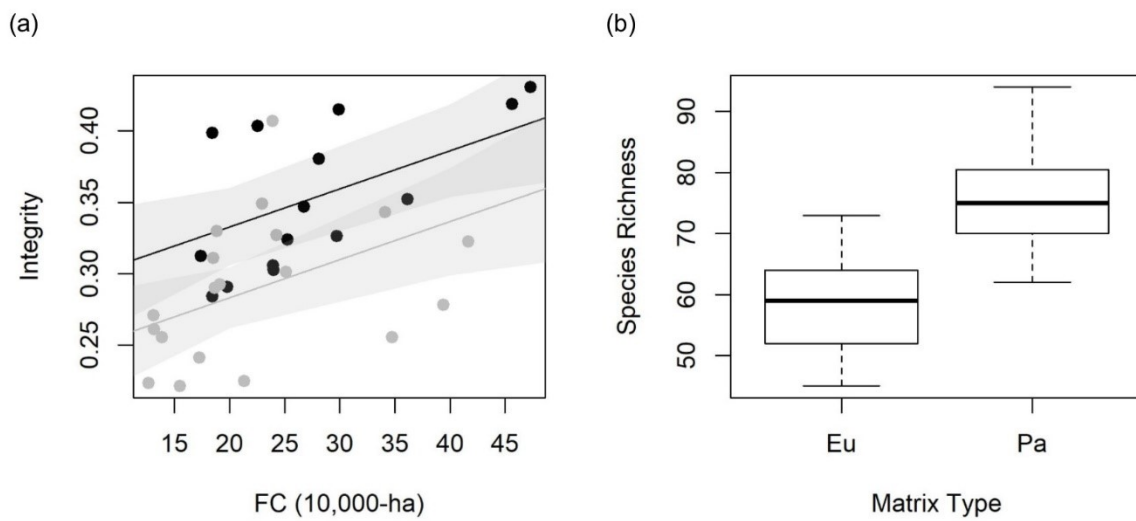 (a)
Integrity
0.40
0.35
0.30
0.25
15 20 25 30 35 40 45
FC (10,000-ha)
(b)
Species Richness
90
80
70
60
50
Eu Pa
Matrix Type